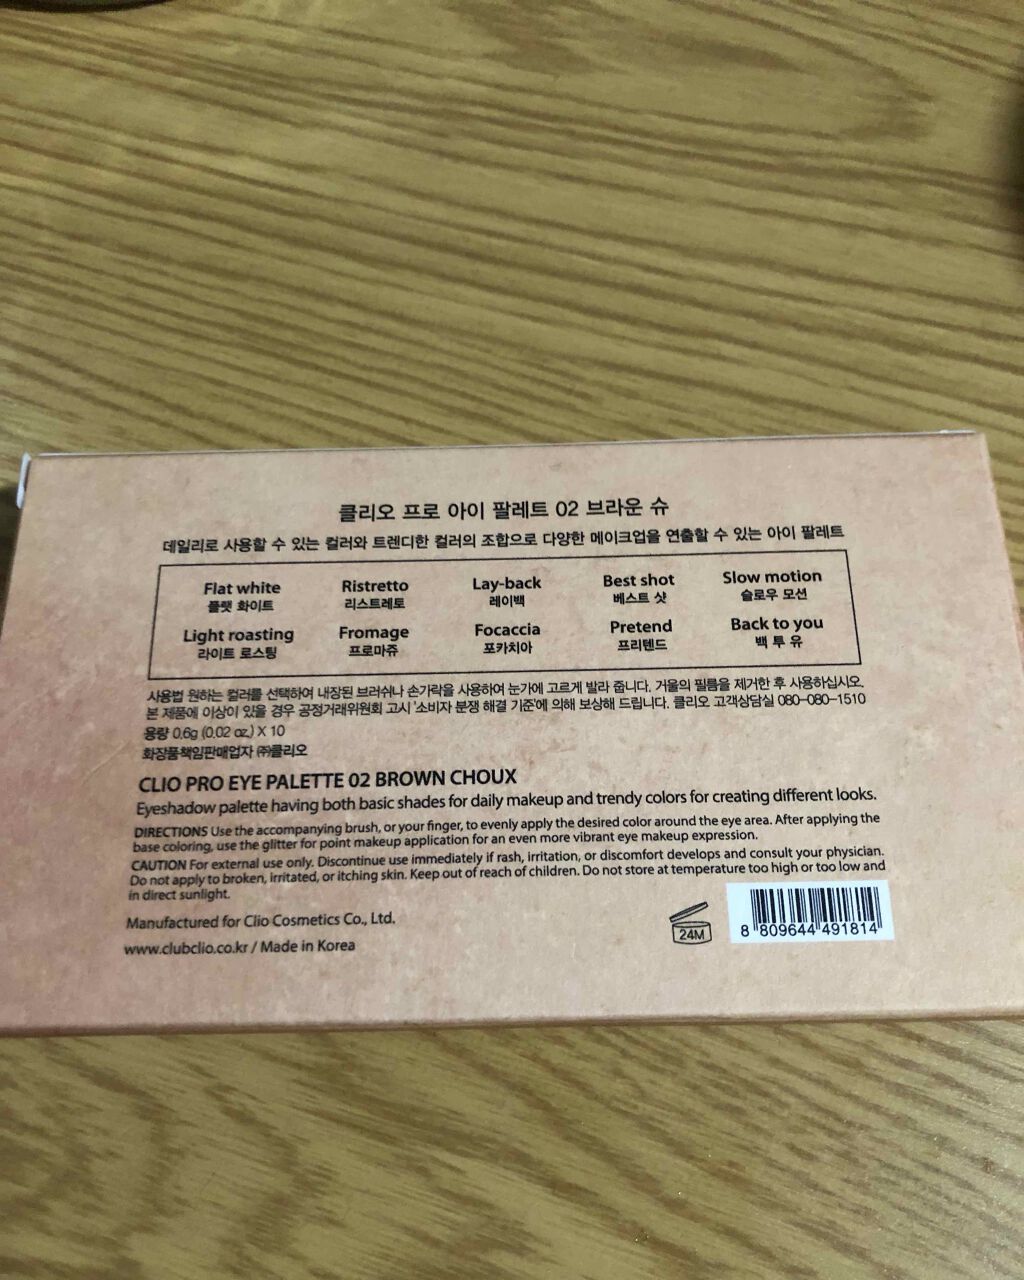 클리오 프로 아이 팔레트 02 브라운 슈
데일리로 사용할 수 있는 컬러와 트렌디한 컬러의 조합으로 다양한 메이크업을 연출할 수 있는 아이 팔레트
Flat white Ristretto Lay-back Best shot Slow motion
플랫 화이트 리스트레토 레이백 베스트 샷 슬로우 모션
Light roasting Fromage Focaccia Pretend Back to you
라이트 로스팅 프로마쥬 포카치아 프리텐드 백 투 유
사용법 원하는 컬러를 선택하여 내장된 브러쉬나 손가락을 사용하여 눈가에 고르게 발라 줍니다. 거울의 필름을 제거한 후 사용하십시오.
본 제품에 이상이 있을 경우 공정거래위원회 고시 '소비자 분쟁 해결 기준'에 의해 보상해 드립니다. 클리오 고객상담실 080-080-1510
용량 0.6g (0.02 oz.) X 10
화장품책임판매업자 ㈜클리오
CLIO PRO EYE PALETTE 02 BROWN CHOUX
Eyeshadow palette having both basic shades for daily makeup and trendy colors for creating different looks.
DIRECTIONS Use the accompanying brush, or your finger, to evenly apply the desired color around the eye area. After applying the
base coloring, use the glitter for point makeup application for an even more vibrant eye makeup expression.
CAUTION For external use only. Discontinue use immediately if rash, irritation, or discomfort develops and consult your physician.
Do not apply to broken, irritated, or itching skin. Keep out of reach of children. Do not store at temperature too high or too low and
in direct sunlight.
Manufactured for Clio Cosmetics Co., Ltd.
www.clubclio.co.kr / Made in Korea
24M
8 809644 491814